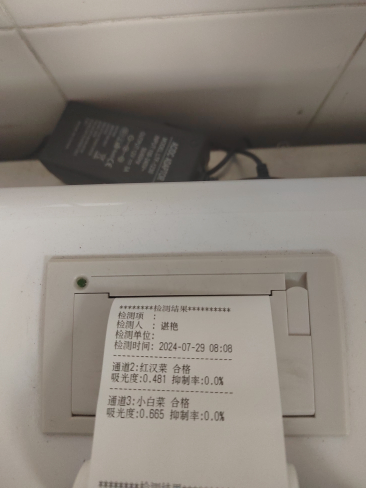 ********检测结果**********
检测项 :
检测人 : 谌艳
检测单位:
检测时间: 2024-07-29 08:08
通道2:红汉菜 合格
吸光度:0.481 抑制率:0.0%
通道3:小白菜 合格
吸光度:0.665 抑制率:0.0%